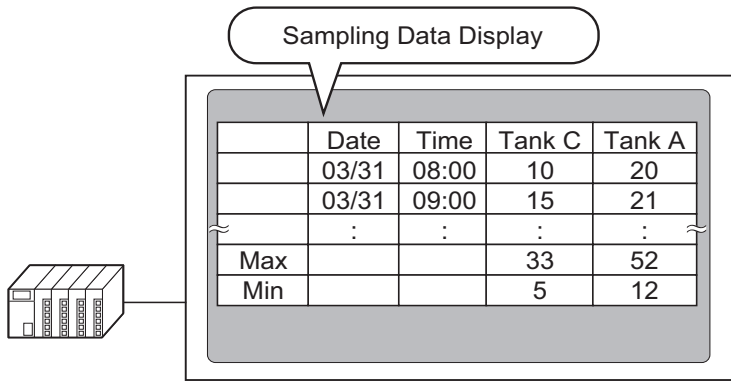 Sampling Data Display
Date Time Tank C Tank A
03/31 08:00 10 20
03/31 09:00 15 21
: : : :
Max 33 52
Min 5 12